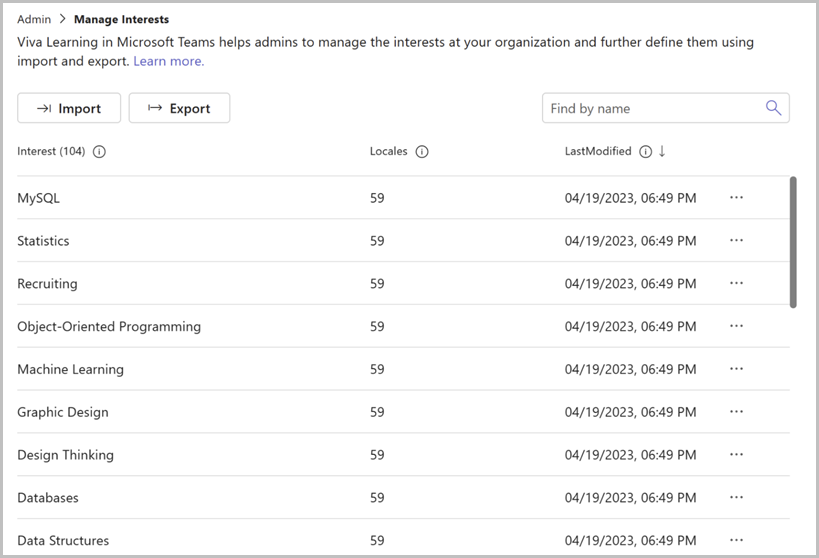 Admin > Manage Interests
Viva Learning in Microsoft Teams helps admins to manage the interests at your organization and further define them using
import and export. Learn more.
Import Export Find by name
Interest (104) Locales LastModified ↓
MySQL 59 04/19/2023, 06:49 PM ...
Statistics 59 04/19/2023, 06:49 PM ...
Recruiting 59 04/19/2023, 06:49 PM ...
Object-Oriented Programming 59 04/19/2023, 06:49 PM ...
Machine Learning 59 04/19/2023, 06:49 PM ...
Graphic Design 59 04/19/2023, 06:49 PM ...
Design Thinking 59 04/19/2023, 06:49 PM ...
Databases 59 04/19/2023, 06:49 PM ...
Data Structures 59 04/19/2023, 06:49 PM ...